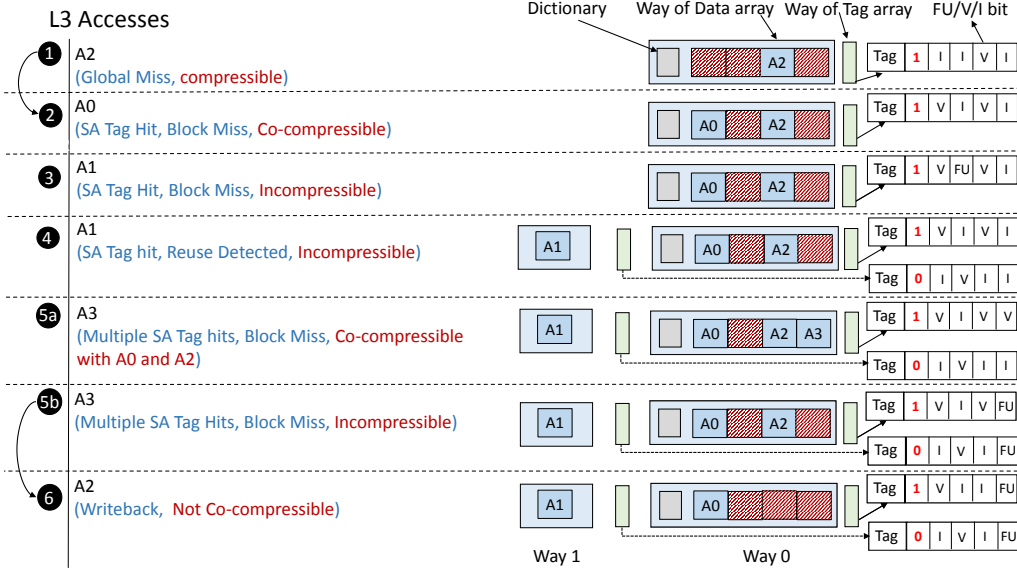 L3 Accesses
Dictionary
Way of Data array
Way of Tag array
FU/V/I bit
1
A2
(Global Miss, compressible)
A2
Tag 1 I I V I
2
A0
(SA Tag Hit, Block Miss, Co-compressible)
A0 A2
Tag 1 V I V I
3
A1
(SA Tag Hit, Block Miss, Incompressible)
A0 A2
Tag 1 V FU V I
4
A1
(SA Tag hit, Reuse Detected, Incompressible)
A1
A0 A2
Tag 1 V I V I
Tag 0 I V I I
5a
A3
(Multiple SA Tag hits, Block Miss, Co-compressible
with A0 and A2)
A1
A0 A2 A3
Tag 1 V I V V
Tag 0 I V I I
5b
A3
(Multiple SA Tag Hits, Block Miss, Incompressible)
A1
A0 A2
Tag 1 V I V FU
Tag 0 I V I FU
6
A2
(Writeback, Not Co-compressible)
A1
A0
Tag 1 V I I FU
Tag 0 I V I FU
Way 1
Way 0